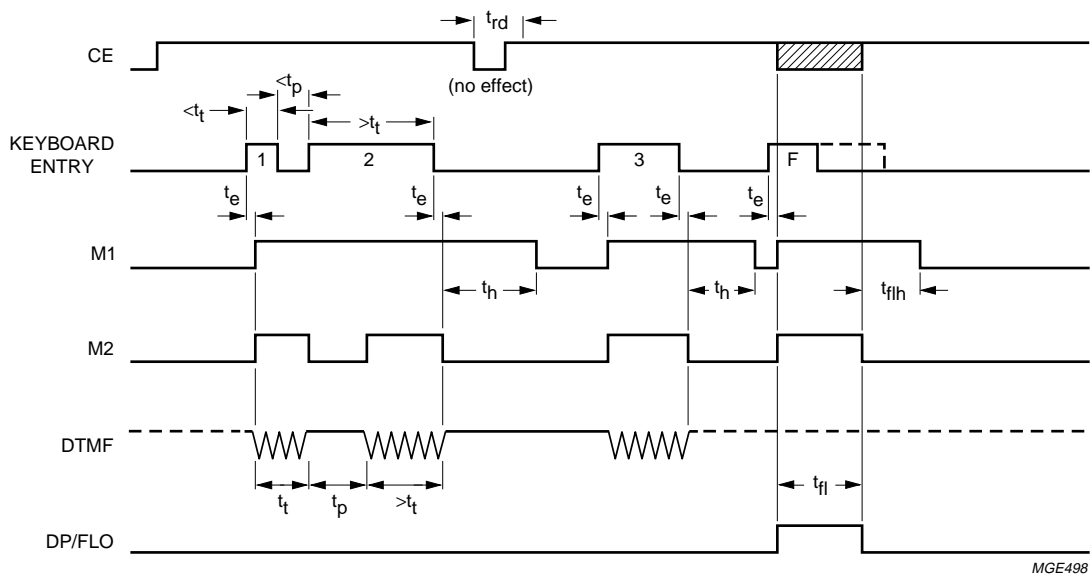 t_rd
CE
(no effect)
<t_p
<t_t
>t_t
KEYBOARD
ENTRY
1
2
3
F
t_e
t_e
t_e
t_e
t_e
M1
t_h
t_h
t_flh
M2
DTMF
t_t
t_p
>t_t
t_fl
DP/FLO
MGE498